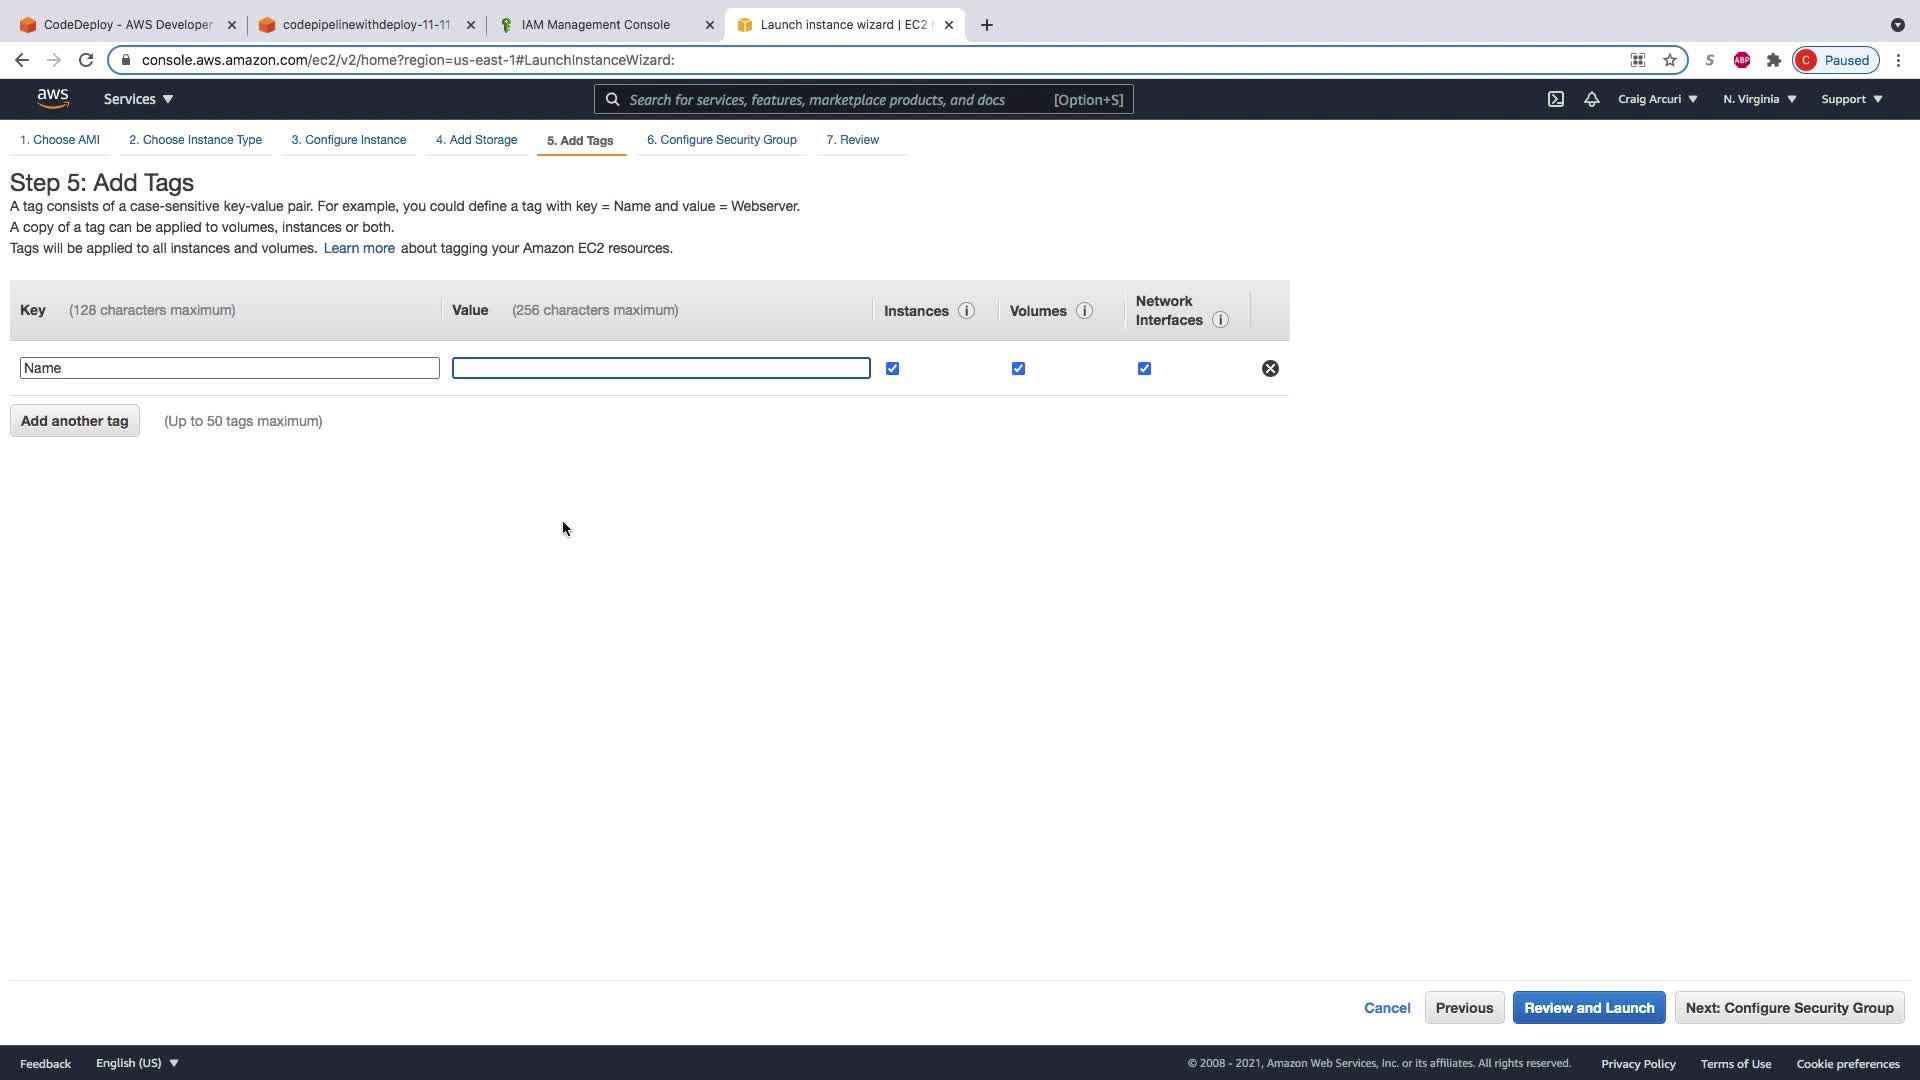 CodeDeploy - AWS Developer
codepipelinewithdeploy-11-11
IAM Management Console
Launch instance wizard | EC2
console.aws.amazon.com/ec2/v2/home?region=us-east-1#LaunchInstanceWizard:
S
ABP
C Paused
aws
Services
Search for services, features, marketplace products, and docs [Option+S]
Craig Arcuri
N. Virginia
Support
1. Choose AMI
2. Choose Instance Type
3. Configure Instance
4. Add Storage
5. Add Tags
6. Configure Security Group
7. Review
Step 5: Add Tags
A tag consists of a case-sensitive key-value pair. For example, you could define a tag with key = Name and value = Webserver.
A copy of a tag can be applied to volumes, instances or both.
Tags will be applied to all instances and volumes. Learn more about tagging your Amazon EC2 resources.
Key (128 characters maximum)
Value (256 characters maximum)
Instances
Volumes
Network
Interfaces
Name
Add another tag
(Up to 50 tags maximum)
Cancel
Previous
Review and Launch
Next: Configure Security Group
Feedback
English (US)
© 2008 - 2021, Amazon Web Services, Inc. or its affiliates. All rights reserved.
Privacy Policy
Terms of Use
Cookie preferences